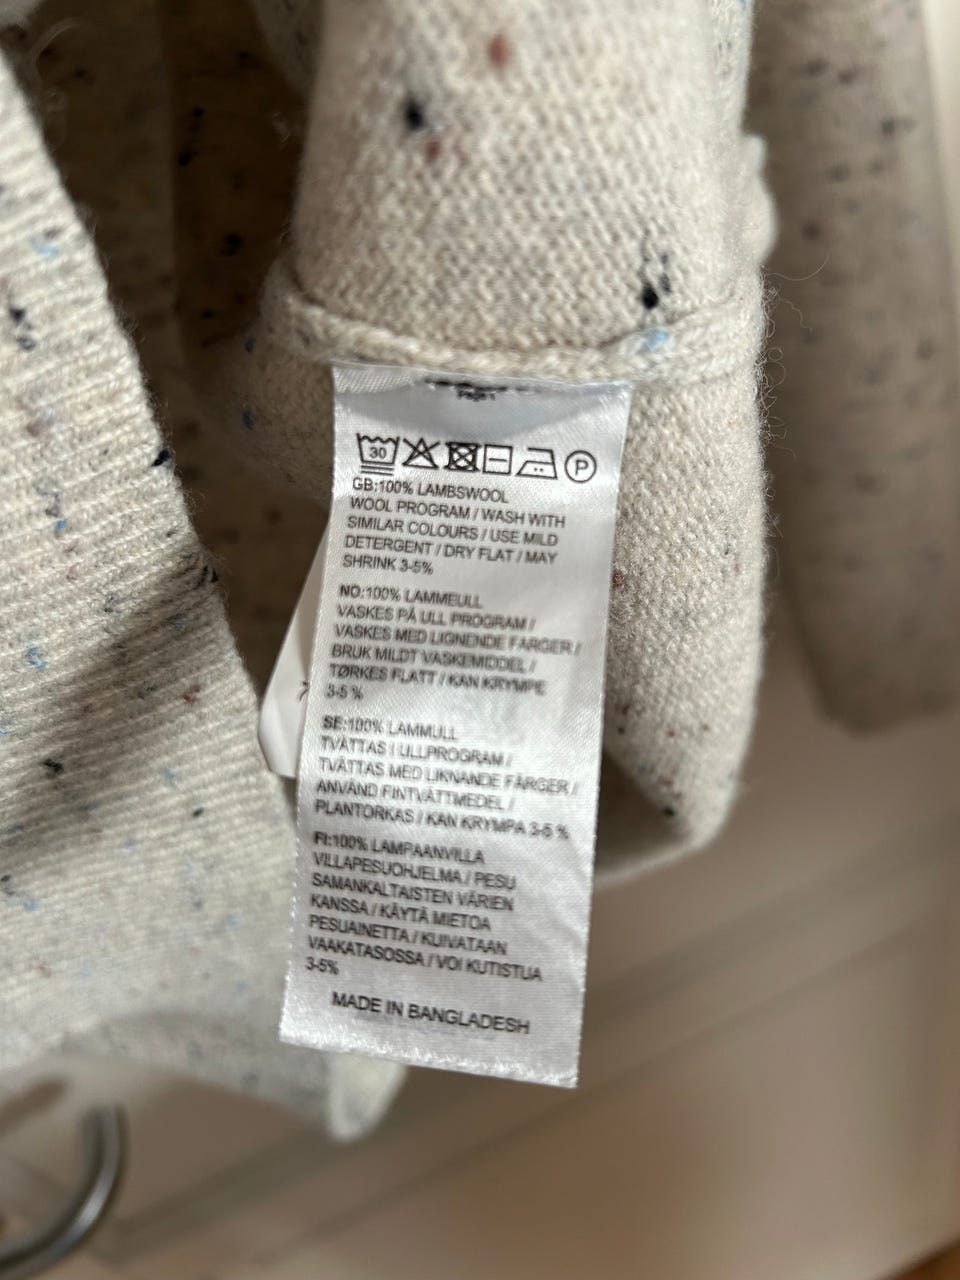 Page 1
30 P
GB:100% LAMBSWOOL
WOOL PROGRAM / WASH WITH
SIMILAR COLOURS / USE MILD
DETERGENT / DRY FLAT / MAY
SHRINK 3-5%
NO:100% LAMMEULL
VASKES PÅ ULL PROGRAM /
VASKES MED LIGNENDE FARGER /
BRUK MILDT VASKEMIDDEL /
TØRKES FLATT / KAN KRYMPE
3-5 %
SE:100% LAMMULL
TVÄTTAS I ULLPROGRAM /
TVÄTTAS MED LIKNANDE FÄRGER /
ANVÄND FINTVÄTTMEDEL /
PLANTORKAS / KAN KRYMPA 3-5 %
FI:100% LAMPAANVILLA
VILLAPESUOHJELMA / PESU
SAMANKALTAISTEN VÄRIEN
KANSSA / KÄYTÄ MIETOA
PESUAINETTA / KUIVATAAN
VAAKATASOSSA / VOI KUTISTUA
3-5%
MADE IN BANGLADESH